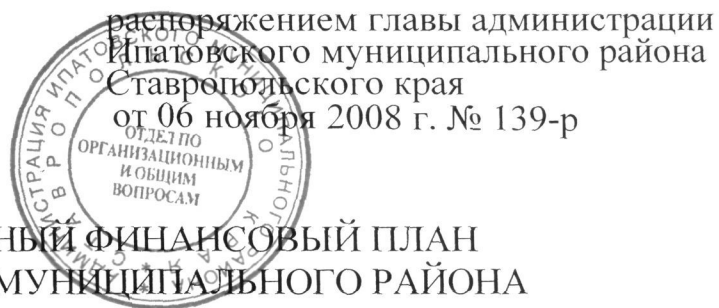 распоряжением главы администрации
Ипатовского муниципального района
Ставропольского края
от 06 ноября 2008 г. № 139-р
ОТДЕЛ ПО
ОРГАНИЗАЦИОННЫМ
И ОБЩИМ
ВОПРОСАМ
НЫЙ ФИНАНСОВЫЙ ПЛАН
МУНИЦИПАЛЬНОГО РАЙОНА